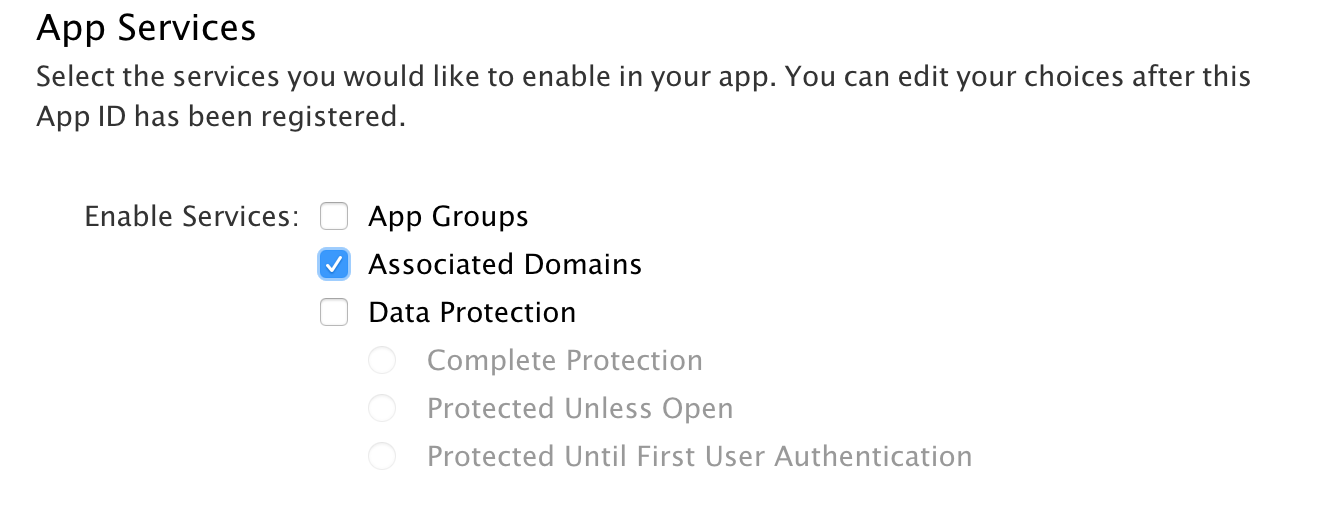 App Services
Select the services you would like to enable in your app. You can edit your choices after this
App ID has been registered.
Enable Services: App Groups
Associated Domains
Data Protection
Complete Protection
Protected Unless Open
Protected Until First User Authentication